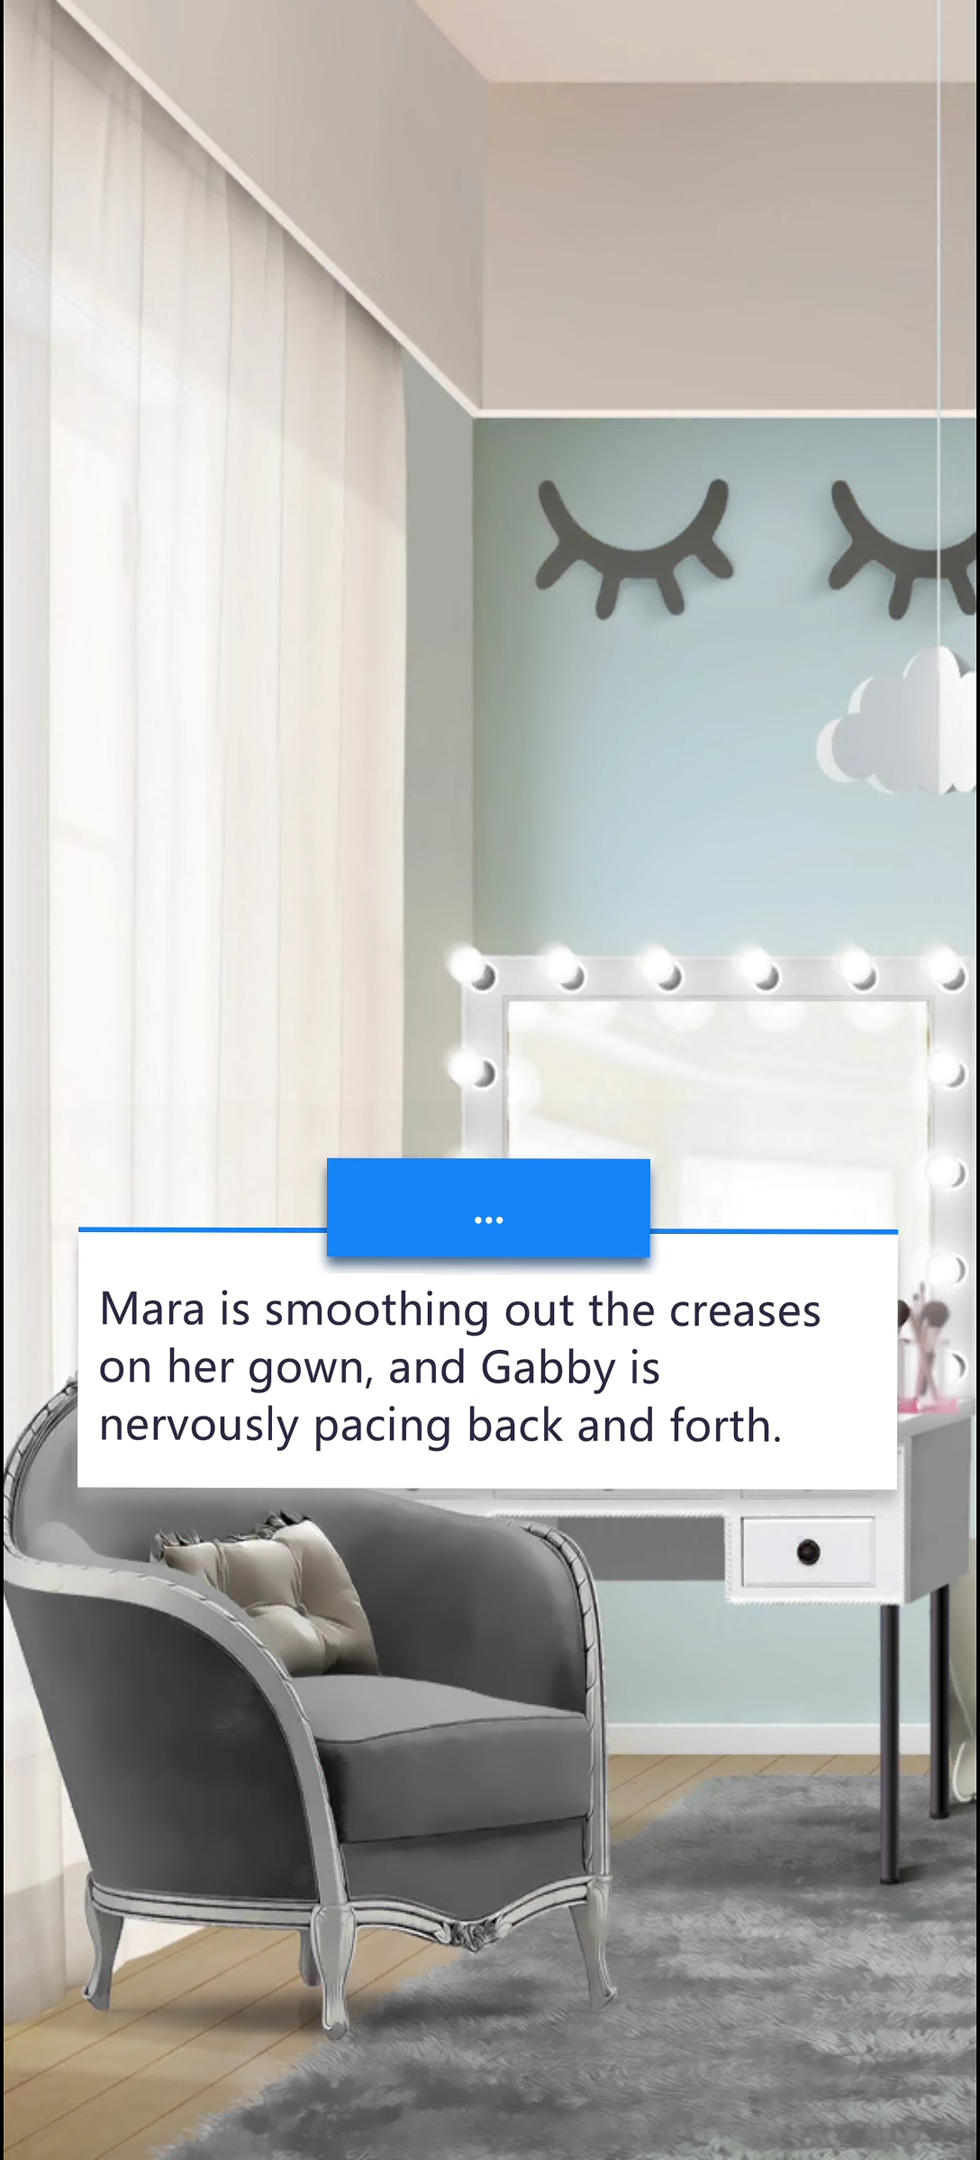 ...
Mara is smoothing out the creases
on her gown, and Gabby is
nervously pacing back and forth.